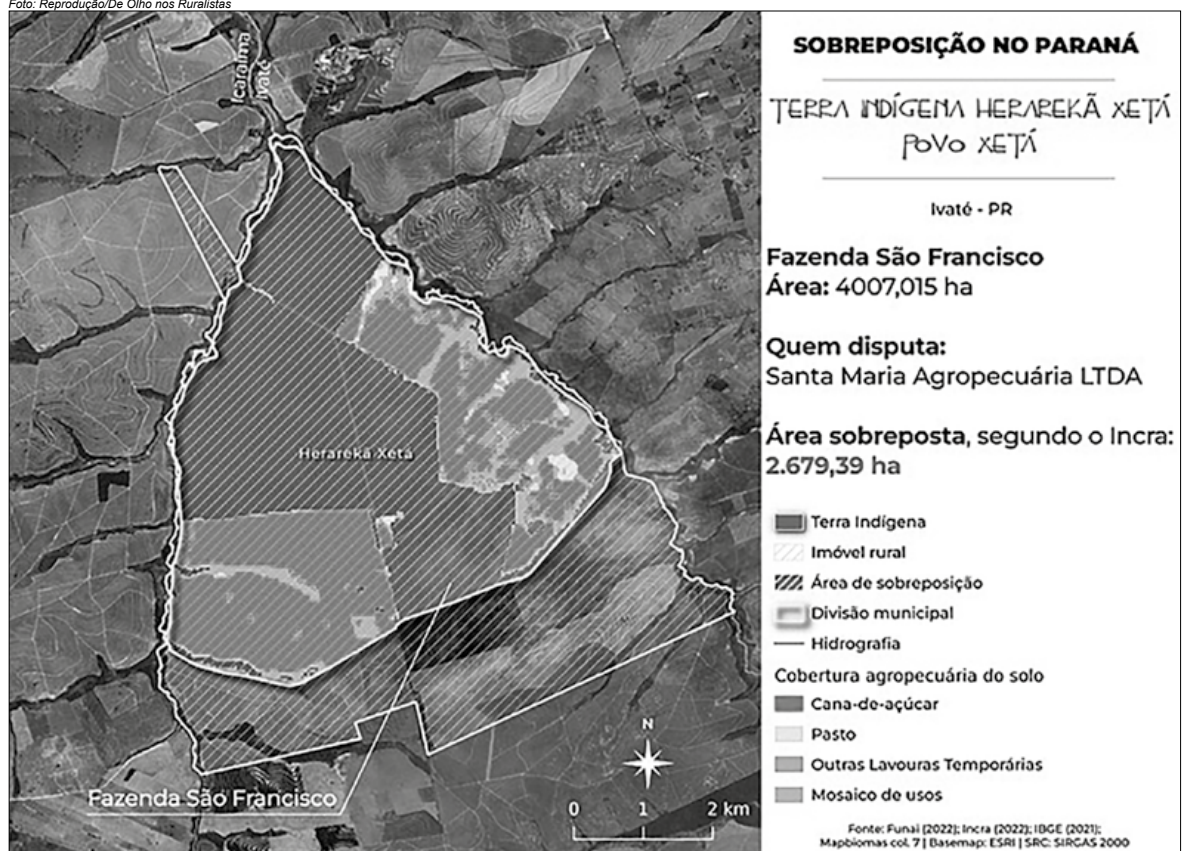 Foto: Reprodução/De Olho nos Ruralistas
Icaraíma
Ivaté
Herarekã Xetá
Fazenda São Francisco
N
0 1 2 km
SOBREPOSIÇÃO NO PARANÁ
TERRA INDÍGENA HERAREKÃ XETÁ
POVO XETÁ
Ivaté - PR
Fazenda São Francisco
Área: 4007,015 ha
Quem disputa:
Santa Maria Agropecuária LTDA
Área sobreposta, segundo o Incra:
2.679,39 ha
Terra Indígena
Imóvel rural
Área de sobreposição
Divisão municipal
Hidrografia
Cobertura agropecuária do solo
Cana-de-açúcar
Pasto
Outras Lavouras Temporárias
Mosaico de usos
Fonte: Funai (2022); Incra (2022); IBGE (2021);
Mapbiomas col. 7 | Basemap: ESRI | SRC: SIRGAS 2000